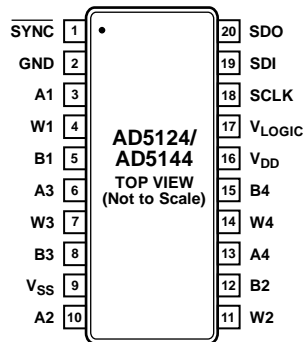 SYNC 1
GND 2
A1 3
W1 4
B1 5
A3 6
W3 7
B3 8
VSS 9
A2 10
AD5124/
AD5144
TOP VIEW
(Not to Scale)
20 SDO
19 SDI
18 SCLK
17 VLOGIC
16 VDD
15 B4
14 W4
13 A4
12 B2
11 W2